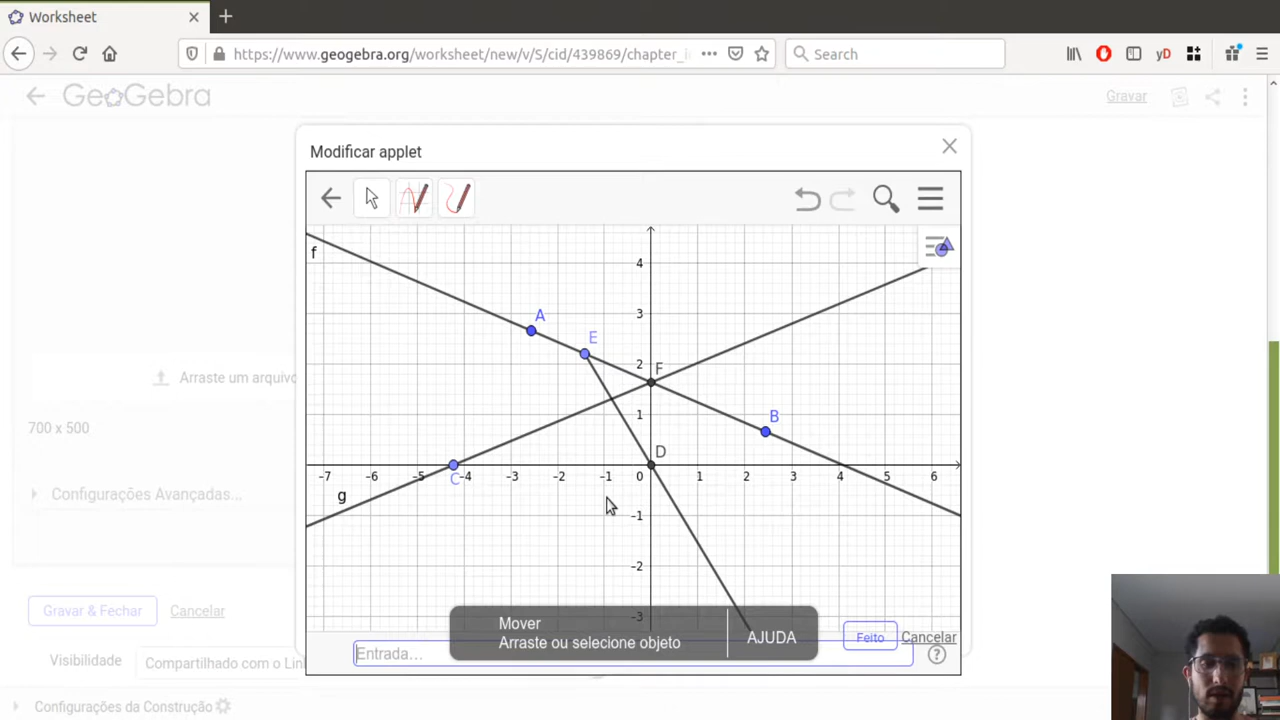 Worksheet
https://www.geogebra.org/worksheet/new/v/S/cid/439869/chapter_i
Search
yD
GeoGebra
Gravar
Modificar applet
f
4
A
3
E
2
F
1
B
D
-7 -6 -5 -4 -3 -2 -1 0 1 2 3 4 5 6
C
g
-1
-2
-3
Arraste um arquivo
700 x 500
Configurações Avançadas...
Gravar & Fechar
Cancelar
Mover
Arraste ou selecione objeto
AJUDA
Feito
Cancelar
Entrada...
Visibilidade
Compartilhado com o Lin
Configurações da Construção